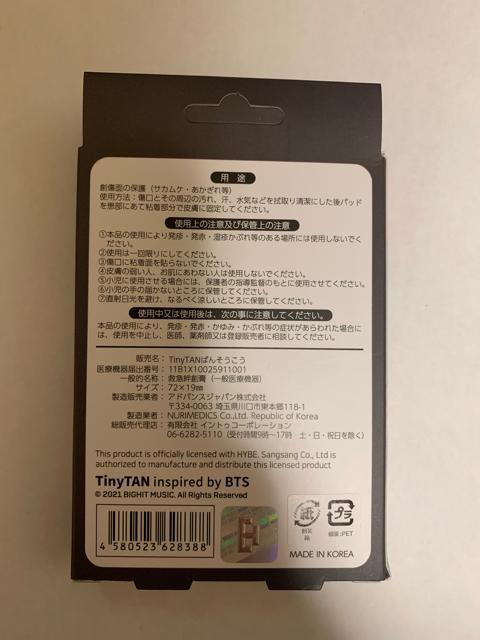 用 途
創傷面の保護（サカムケ・あかぎれ等）
使用方法：傷口とその周辺の汚れ、汗、水気などを拭取り清潔にした後パッド
を患部にあて粘着部分で皮膚に固定してください。
使用上の注意及び保管上の注意
①本品の使用により発疹・発赤・湿疹かぶれ等のある場所には使用しないでく
ださい。
②使用は一回限りにしてください。
③傷口に粘着面を貼らないでください。
④皮膚の弱い人、お肌にあわない人は使用しないでください。
⑤小児に使用させる場合には、保護者の指導監督のもとに使用させてください。
⑥小児の手の届かないところに保管してください。
⑦直射日光を避け、なるべく涼しいところに保管してください。
使用中又は使用後は、次の事に注意してください。
本品の使用により、発疹・発赤・かゆみ・かぶれ等の症状があらわれた場合に
は、使用を中止し、医師、薬剤師又は登録販売者に相談してください。
販売名：TinyTANばんそうこう
医療機器届出番号：11B1X10025911001
一般的名称：救急絆創膏（一般医療機器）
サイズ：72×19mm
製造販売業者：アドバンスジャパン株式会社
〒334-0063 埼玉県川口市東本郷118-1
製造業者：NURIMEDICS Co.Ltd. Republic of Korea
総販売代理店：有限会社 イントゥコーポレーション
06-6282-5110（受付時間9時〜17時 土・日・祝日を除く）
This product is officially licensed with HYBE. Sangsang Co., Ltd is
authorized to manufacture and distribute this licensed product
TinyTAN inspired by BTS
© 2021 BIGHIT MUSIC. All Rights Reserved
4 580523 628388
紙
個装
箱
プラ
個装:PET
MADE IN KOREA